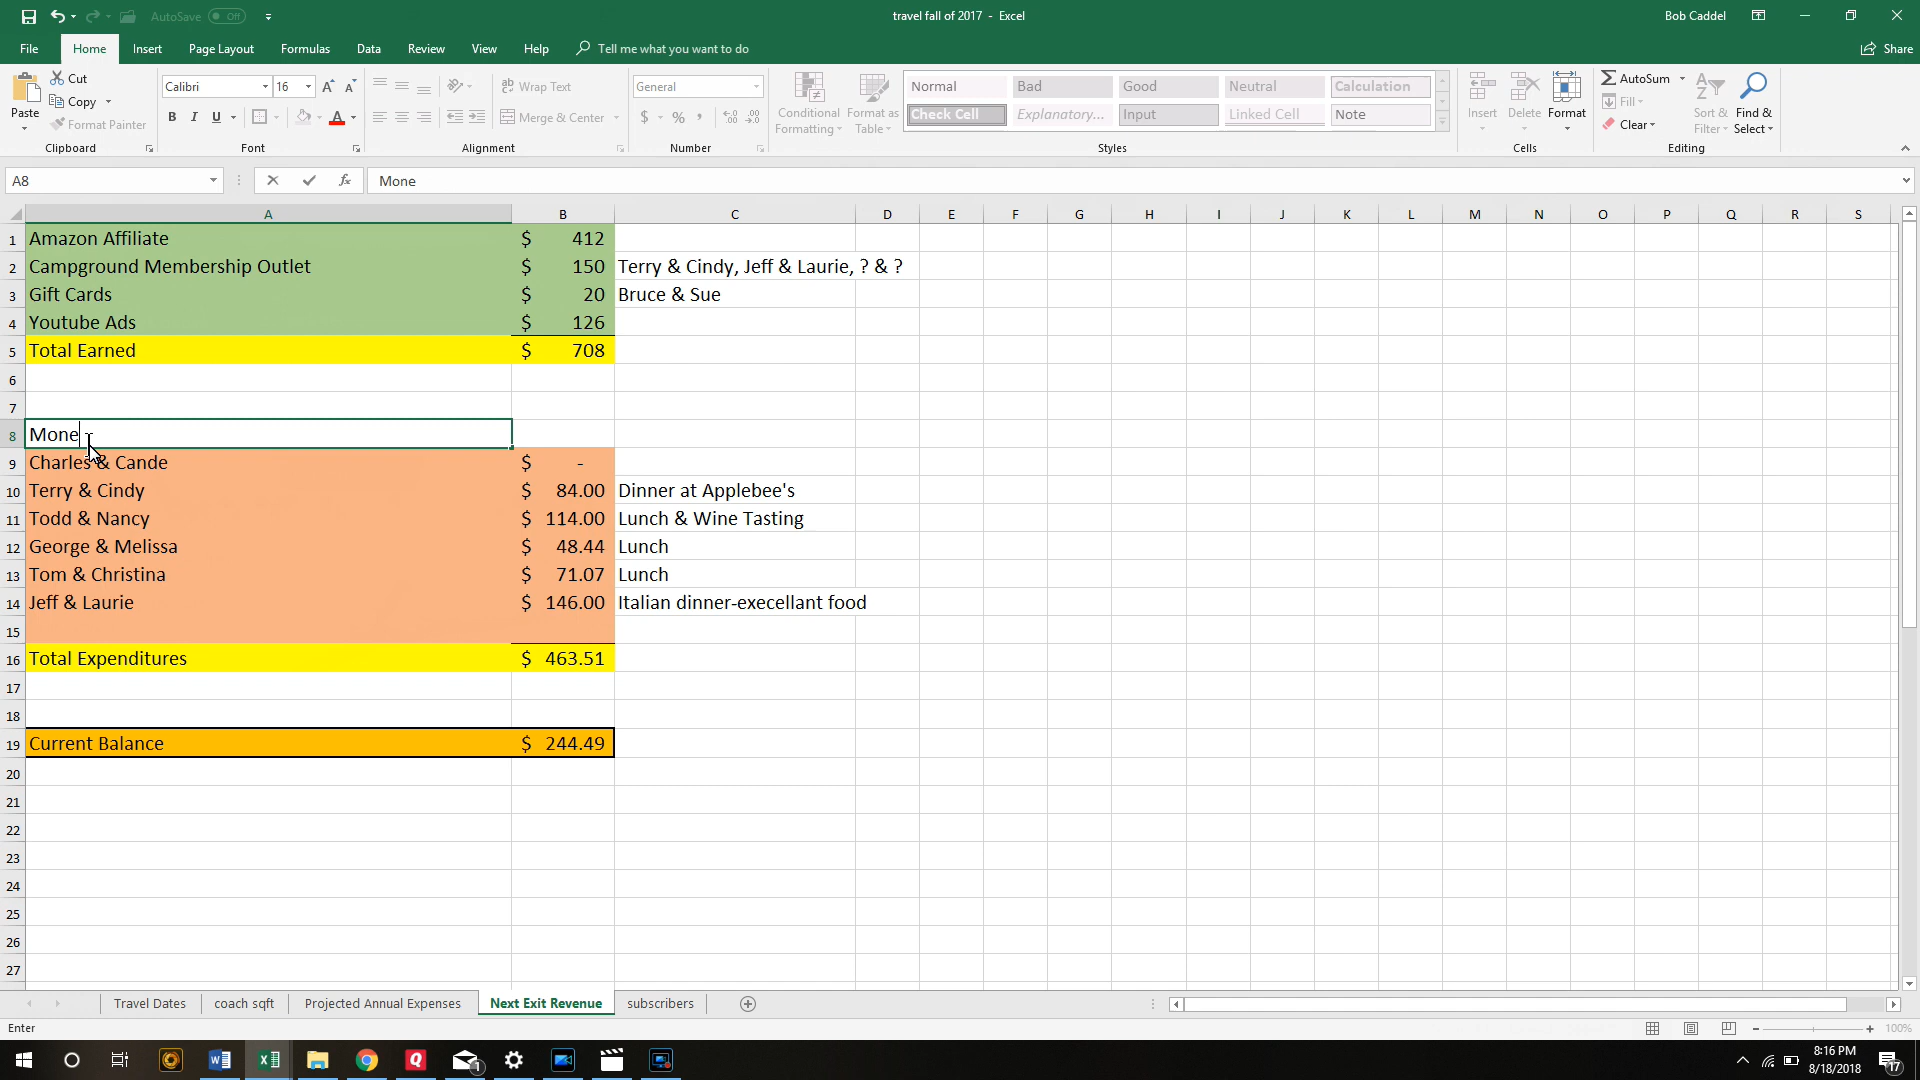 AutoSave Off
travel fall of 2017 - Excel
Bob Caddel
File Home Insert Page Layout Formulas Data Review View Help Tell me what you want to do Share
Paste
Cut
Copy
Format Painter
Clipboard
Calibri 16
B I U
Font
Wrap Text
Merge & Center
Alignment
General
$ % ,
Number
Conditional Formatting
Format as Table
Normal Bad Good Neutral Calculation
Check Cell Explanatory... Input Linked Cell Note
Styles
Insert Delete Format
Cells
AutoSum
Fill
Clear
Sort & Filter
Find & Select
Editing
A8 fx Mone
A B C D E F G H I J K L M N O P Q R S
1 Amazon Affiliate $ 412
2 Campground Membership Outlet $ 150 Terry & Cindy, Jeff & Laurie, ? & ?
3 Gift Cards $ 20 Bruce & Sue
4 Youtube Ads $ 126
5 Total Earned $ 708
6
7
8 Mone
9 Charles & Cande $ -
10 Terry & Cindy $ 84.00 Dinner at Applebee's
11 Todd & Nancy $ 114.00 Lunch & Wine Tasting
12 George & Melissa $ 48.44 Lunch
13 Tom & Christina $ 71.07 Lunch
14 Jeff & Laurie $ 146.00 Italian dinner-execellant food
15
16 Total Expenditures $ 463.51
17
18
19 Current Balance $ 244.49
20
21
22
23
24
25
26
27
Travel Dates coach sqft Projected Annual Expenses Next Exit Revenue subscribers
Enter 100%
8:16 PM
8/18/2018
1
17